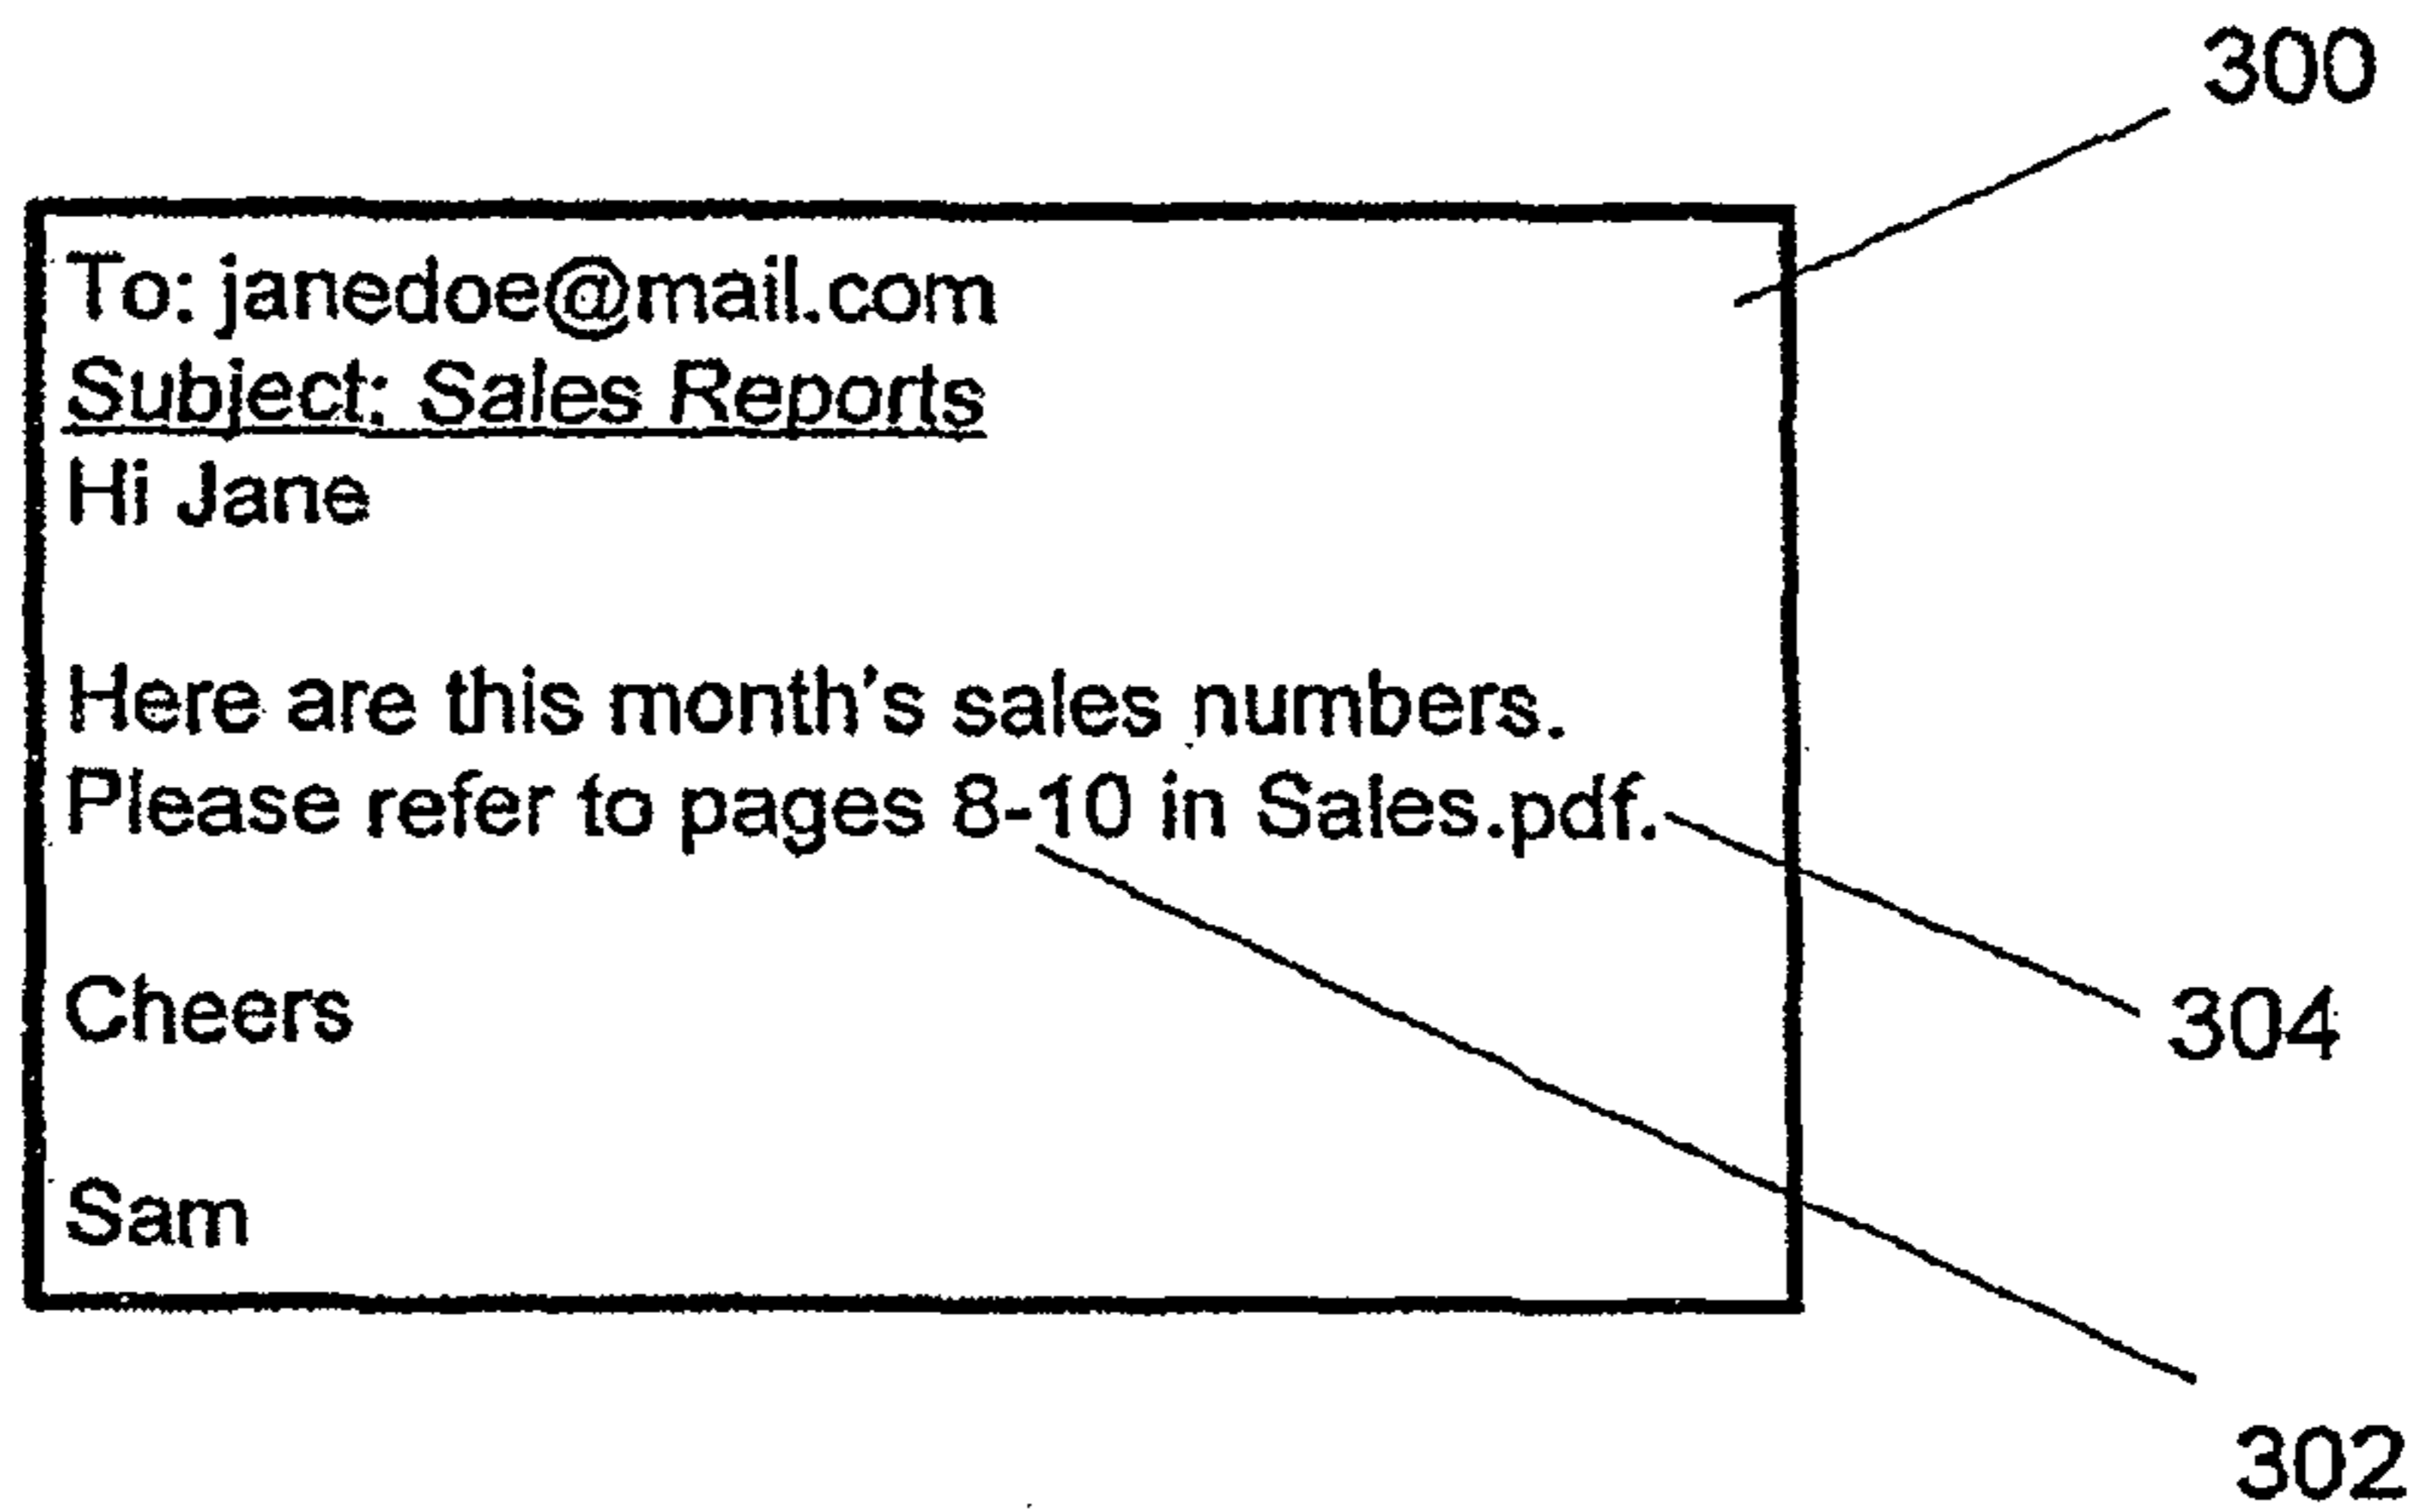 300
To: janedoe@mail.com
Subject: Sales Reports
Hi Jane
Here are this month's sales numbers.
Please refer to pages 8-10 in Sales.pdf.
Cheers
304
Sam
302